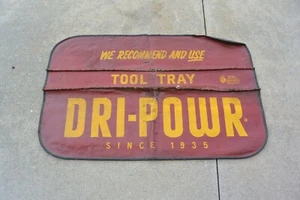 WE RECOMMEND AND USE
TOOL TRAY
DRI-POWR
SINCE 1935